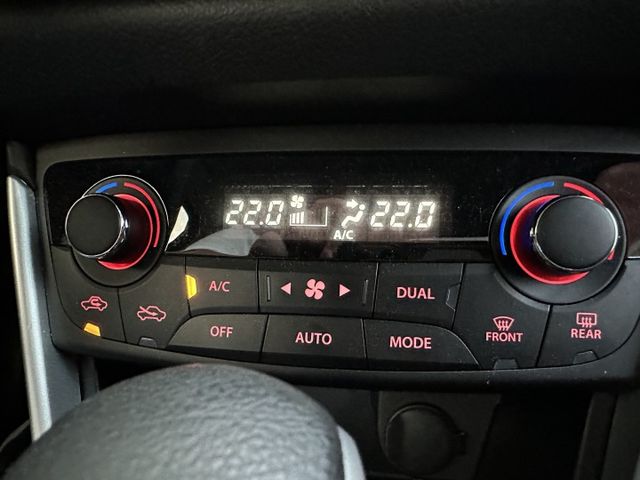 22.0 22.0
A/C
A/C DUAL
OFF AUTO MODE FRONT REAR